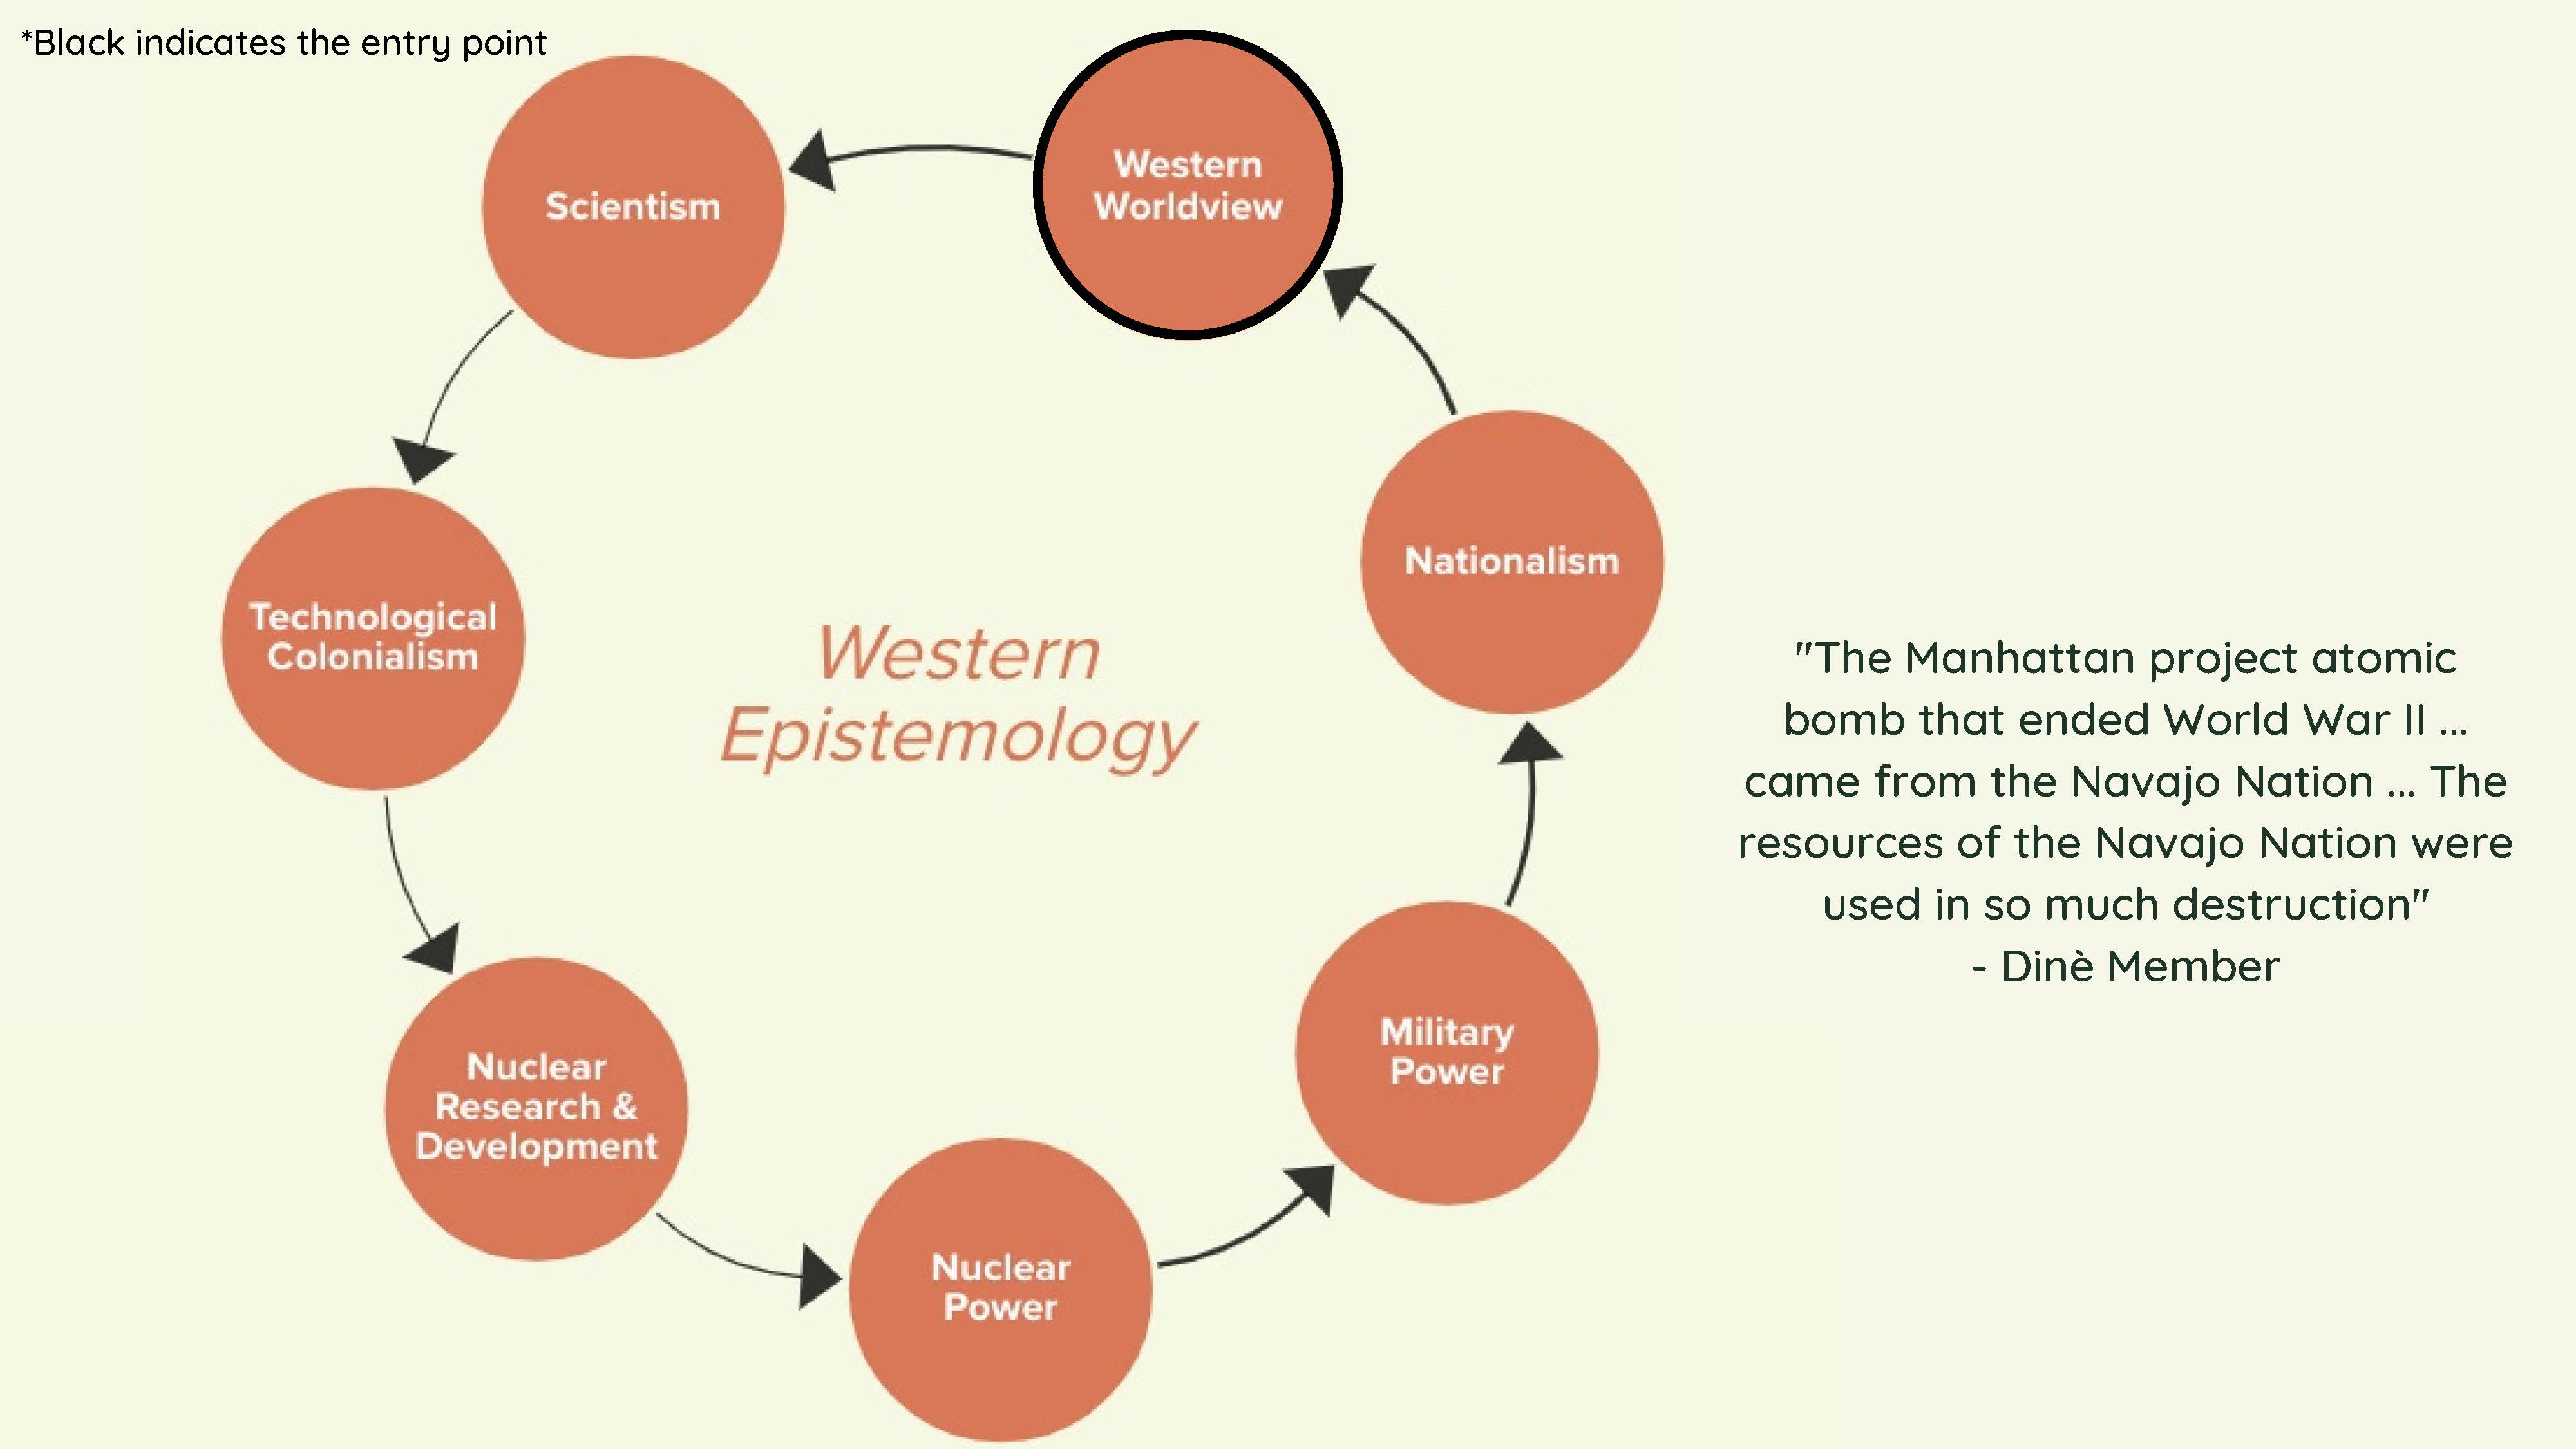 *Black indicates the entry point
Western
Worldview
Scientism
Technological
Colonialism
Nuclear
Research &
Development
Nuclear
Power
Military
Power
Nationalism
Western
Epistemology
"The Manhattan project atomic
bomb that ended World War II ...
came from the Navajo Nation ... The
resources of the Navajo Nation were
used in so much destruction"
- Dinè Member